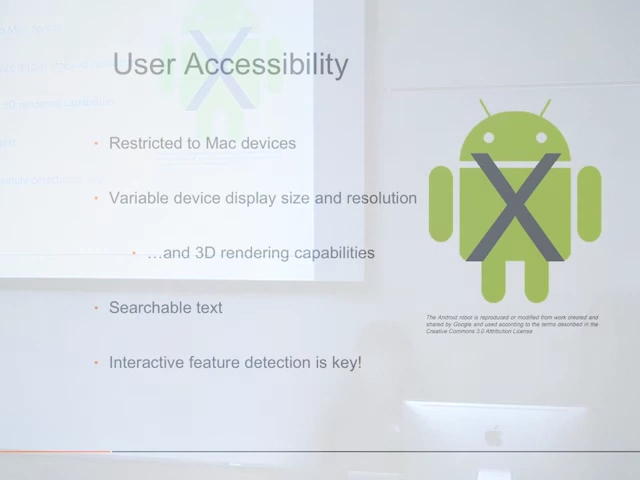 User Accessibility
• Restricted to Mac devices
• Variable device display size and resolution
• …and 3D rendering capabilities
• Searchable text
• Interactive feature detection is key!
X
The Android robot is reproduced or modified from work created and
shared by Google and used according to the terms described in the
Creative Commons 3.0 Attribution License